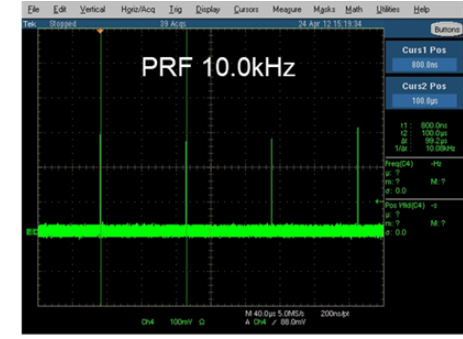 File Edit Vertical Horiz/Acq Trig Display Cursors Measure Masks Math Utilities Help
Tek Stopped 39 Acqs 24 Apr 12 15:19:34 Buttons
PRF 10.0kHz
Curs1 Pos
800.0ns
Curs2 Pos
100.0µs
t1: 800.0ns
t2: 100.0µs
Δt: 99.2µs
1/Δt: 10.08kHz
Freq(C4) -Hz
µ: ?
m: ? M: ?
σ: 0.0
Pos Wid(C4) -s
µ: ?
m: ? M: ?
σ: 0.0
M 40.0µs 5.0MS/s 200ns/pt
Ch4 100mV Ω A Ch4 / 88.0mV